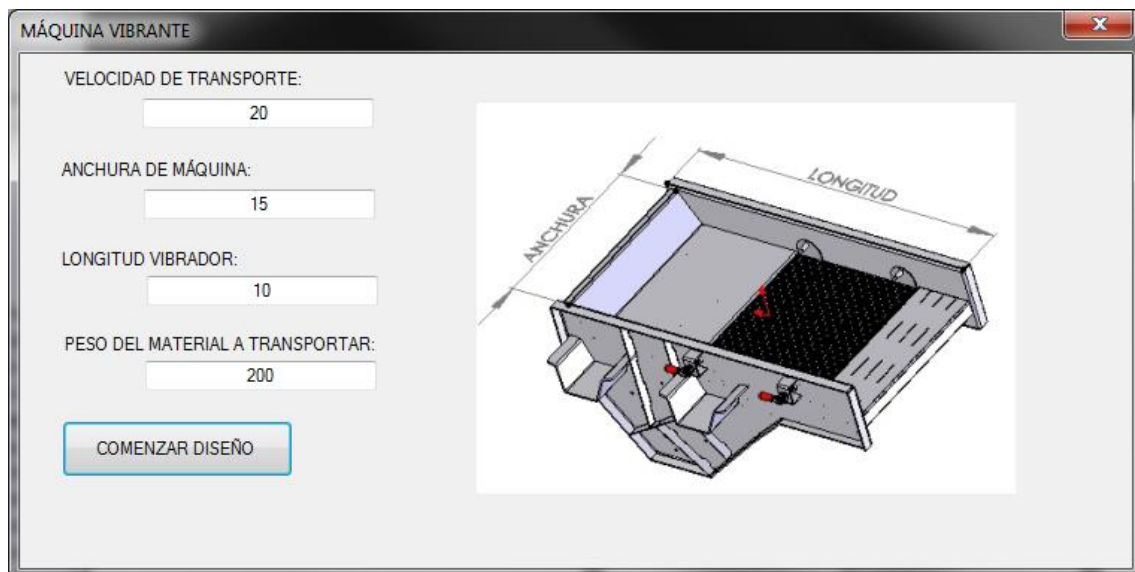 MÁQUINA VIBRANTE
VELOCIDAD DE TRANSPORTE:
20
ANCHURA DE MÁQUINA:
15
LONGITUD VIBRADOR:
10
PESO DEL MATERIAL A TRANSPORTAR:
200
COMENZAR DISEÑO
LONGITUD
ANCHURA